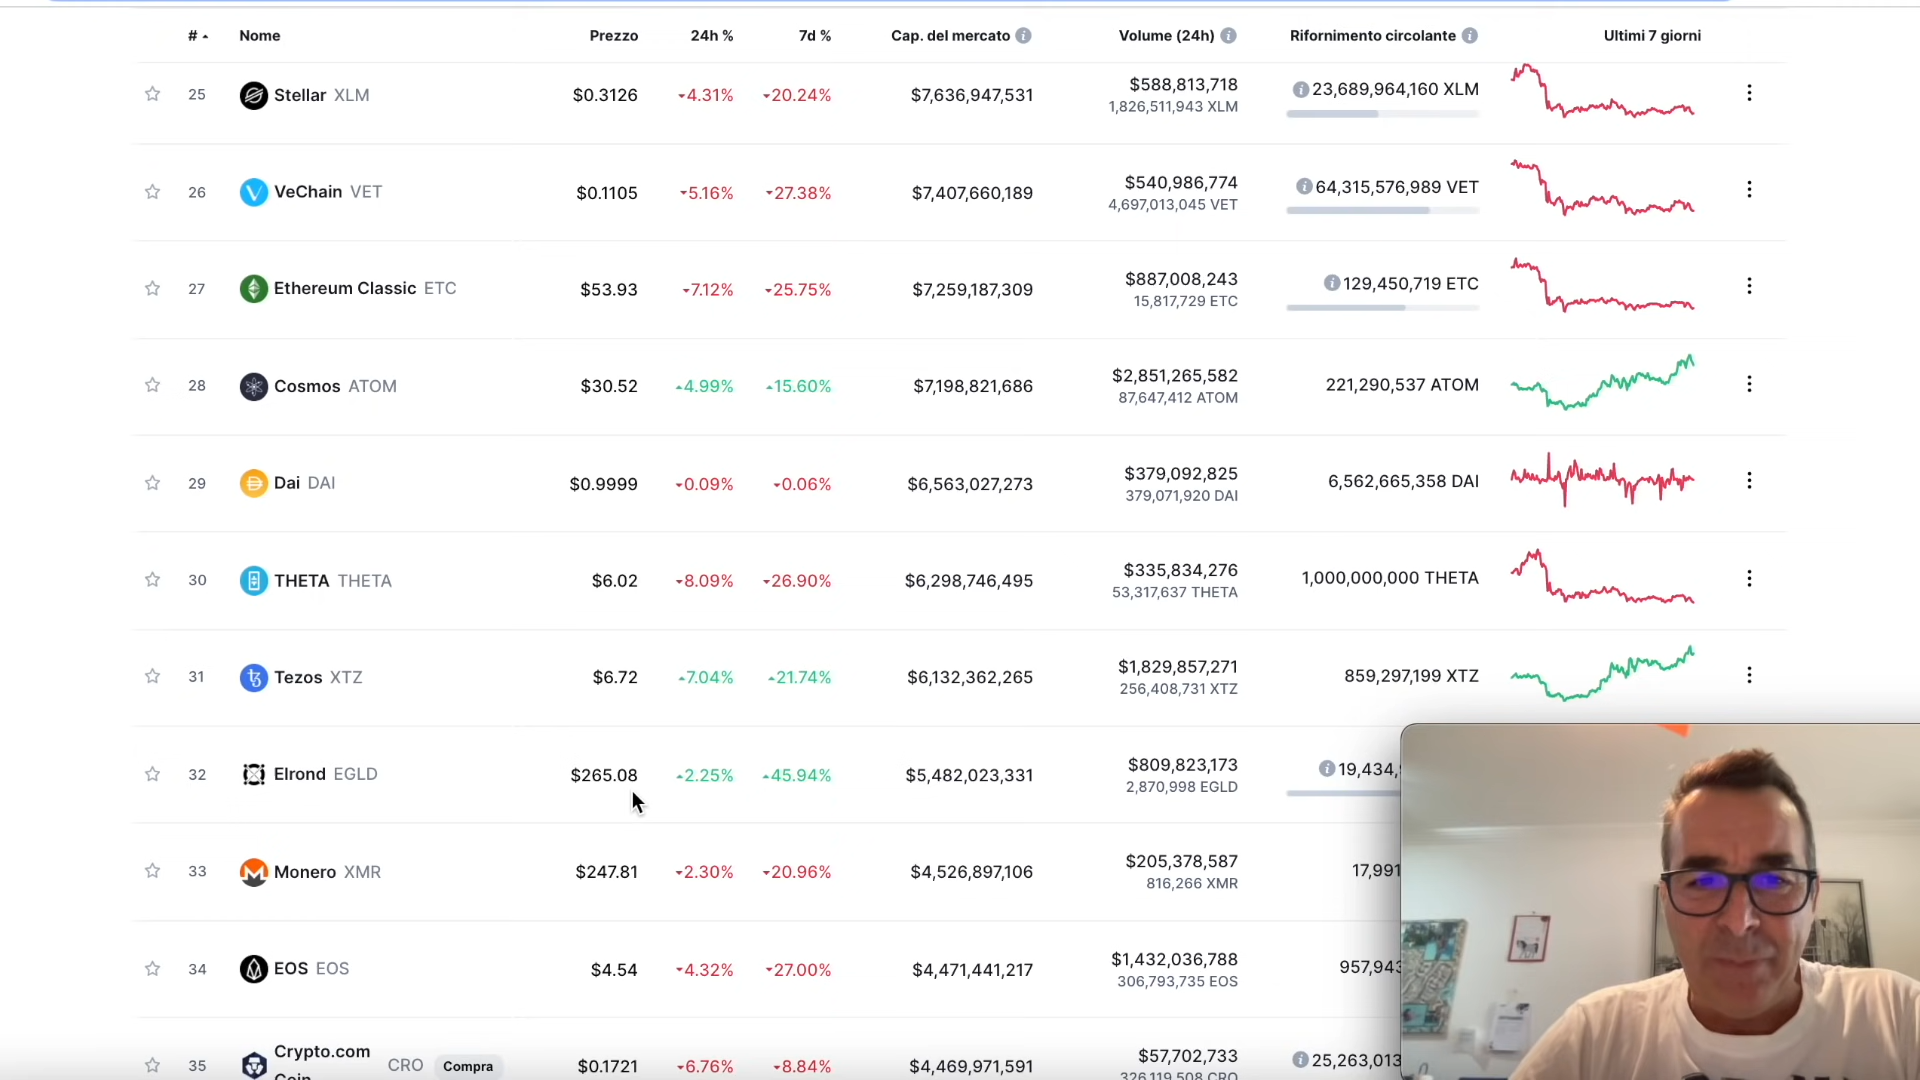 # Nome Prezzo 24h % 7d % Cap. del mercato Volume (24h) Rifornimento circolante Ultimi 7 giorni
25 Stellar XLM $0.3126 4.31% 20.24% $7,636,947,531 $588,813,718 23,689,964,160 XLM
1,826,511,943 XLM
26 VeChain VET $0.1105 5.16% 27.38% $7,407,660,189 $540,986,774 64,315,576,989 VET
4,697,013,045 VET
27 Ethereum Classic ETC $53.93 7.12% 25.75% $7,259,187,309 $887,008,243 129,450,719 ETC
15,817,729 ETC
28 Cosmos ATOM $30.52 4.99% 15.60% $7,198,821,686 $2,851,265,582 221,290,537 ATOM
87,647,412 ATOM
29 Dai DAI $0.9999 0.09% 0.06% $6,563,027,273 $379,092,825 6,562,665,358 DAI
379,071,920 DAI
30 THETA THETA $6.02 8.09% 26.90% $6,298,746,495 $335,834,276 1,000,000,000 THETA
53,317,637 THETA
31 Tezos XTZ $6.72 7.04% 21.74% $6,132,362,265 $1,829,857,271 859,297,199 XTZ
256,408,731 XTZ
32 Elrond EGLD $265.08 2.25% 45.94% $5,482,023,331 $809,823,173 19,434,
2,870,998 EGLD
33 Monero XMR $247.81 2.30% 20.96% $4,526,897,106 $205,378,587 17,991
816,266 XMR
34 EOS EOS $4.54 4.32% 27.00% $4,471,441,217 $1,432,036,788 957,943
306,793,735 EOS
35 Crypto.com CRO Compra $0.1721 6.76% 8.84% $4,469,971,591 $57,702,733 25,263,013
Coin 326,119,508 CRO